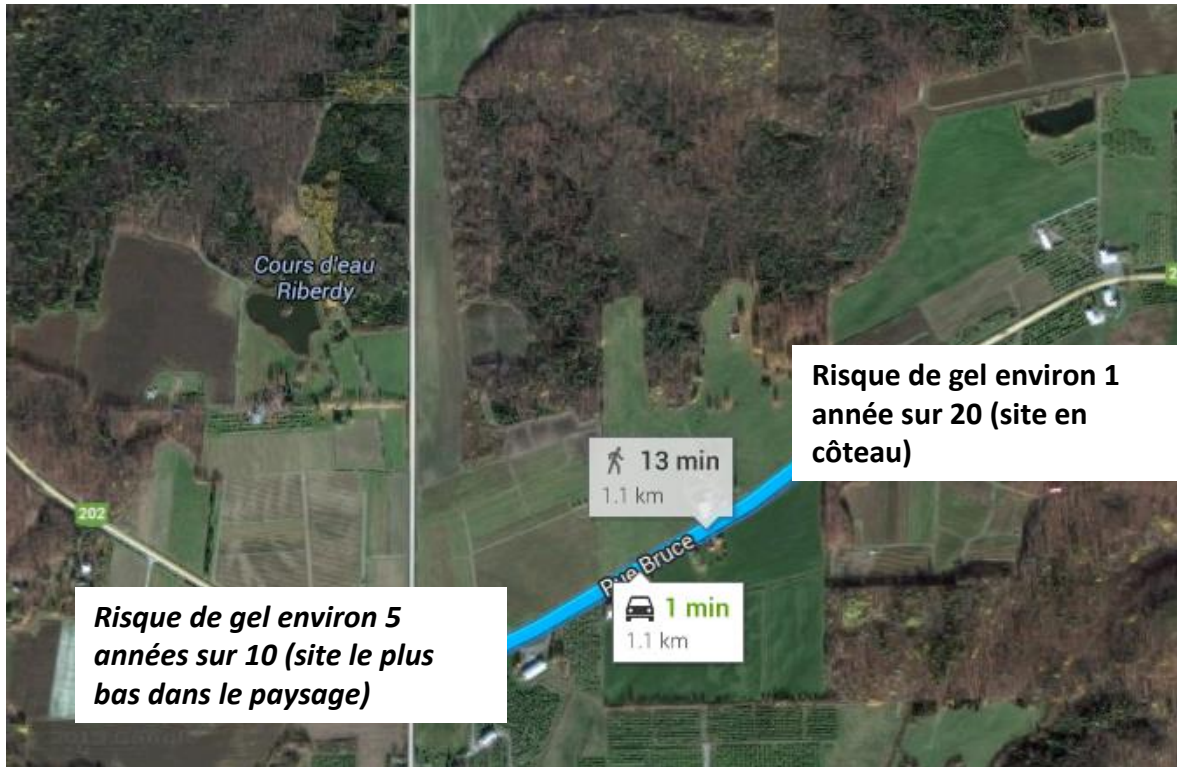 Cours d'eau
Riberdy
Risque de gel environ 1
année sur 20 (site en
côteau)
13 min
1.1 km
202
Rue Bruce
1 min
1.1 km
Risque de gel environ 5
années sur 10 (site le plus
bas dans le paysage)